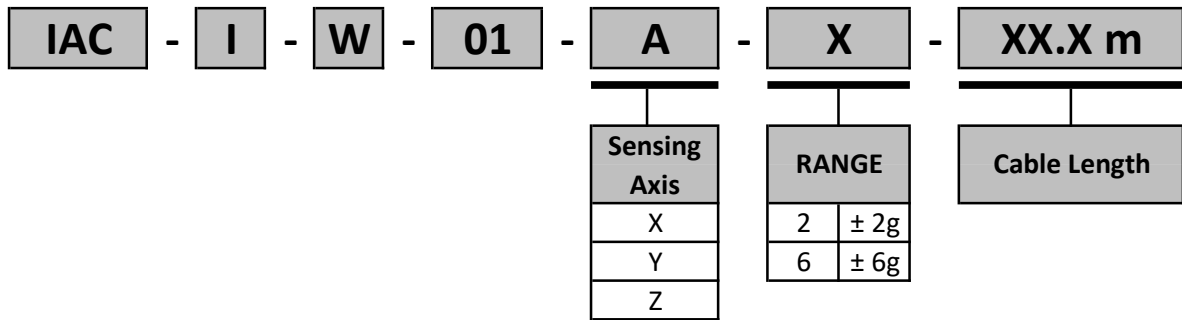 IAC - I - W - 01 - A - X - XX.X m
Sensing
Axis
X
Y
Z
RANGE
2 ± 2g
6 ± 6g
Cable Length